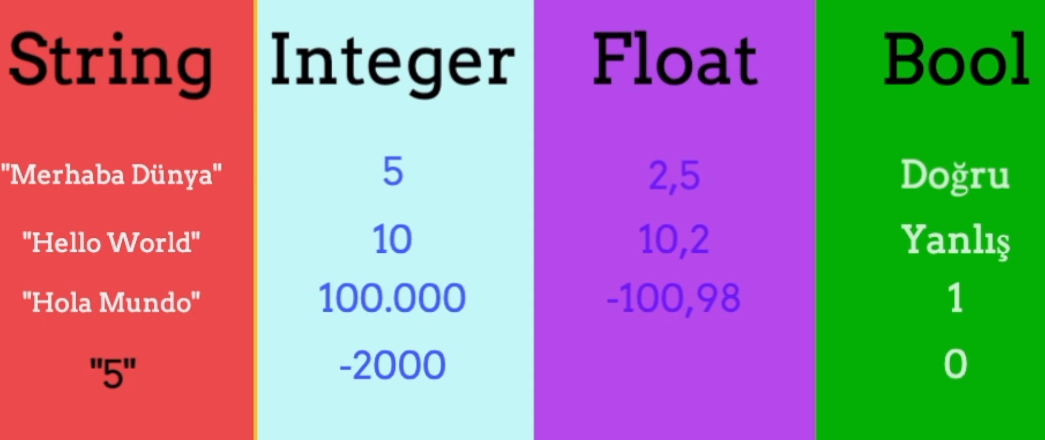 String
"Merhaba Dünya"
"Hello World"
"Hola Mundo"
"5"
Integer
5
10
100.000
-2000
Float
2,5
10,2
-100,98
Bool
Doğru
Yanlış
1
0